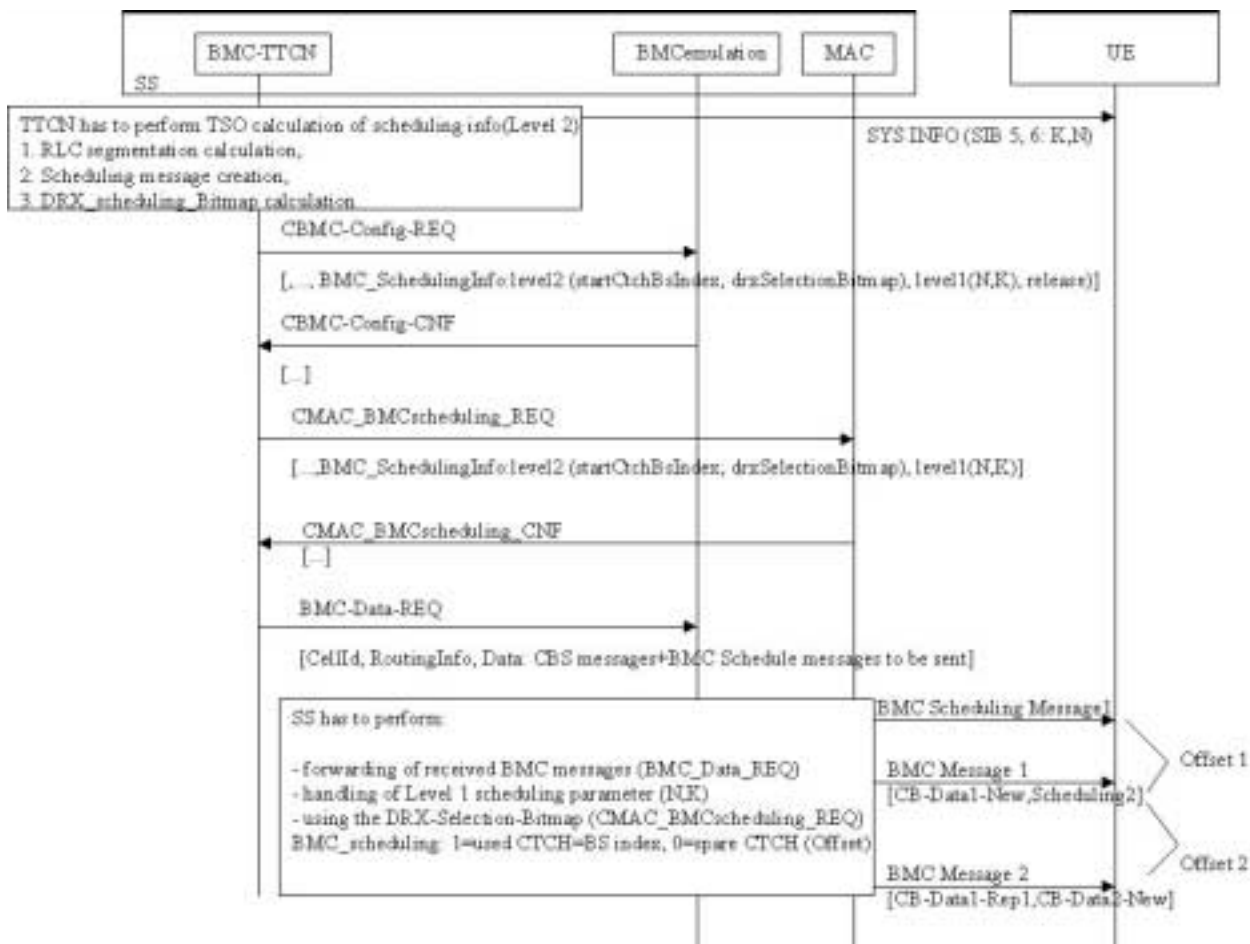 BMC-TTCN
BMCemulation
MAC
UE
SS
TTCN has to perform TSO calculation of scheduling info(Level 2)
1. RLC segmentation calculation,
2. Scheduling message creation,
3. DRX_scheduling_Bitmap calculation
SYS INFO (SIB 5, 6: K,N)
CBMC-Config-REQ
[,..., BMC_SchedulingInfo:level2 (startCtchBsIndex, drxSelectionBitmap), level1(N,K), release)]
CBMC-Config-CNF
[...]
CMAC_BMCscheduling_REQ
[...,BMC_SchedulingInfo:level2 (startCtchBsIndex, drxSelectionBitmap), level1(N,K)]
CMAC_BMCscheduling_CNF
[...]
BMC-Data-REQ
[CellId, RoutingInfo, Data: CBS messages+BMC Schedule messages to be sent]
SS has to perform:
- forwarding of received BMC messages (BMC_Data_REQ)
- handling of Level 1 scheduling parameter (N,K)
- using the DRX-Selection-Bitmap (CMAC_BMCscheduling_REQ)
BMC_scheduling: 1=used CTCH=BS index, 0=spare CTCH (Offset)
[BMC Scheduling Message]
Offset 1
BMC Message 1
[CB-Data1-New,Scheduling2]
Offset 2
BMC Message 2
[CB-Data1-Rep1,CB-Data2-New]